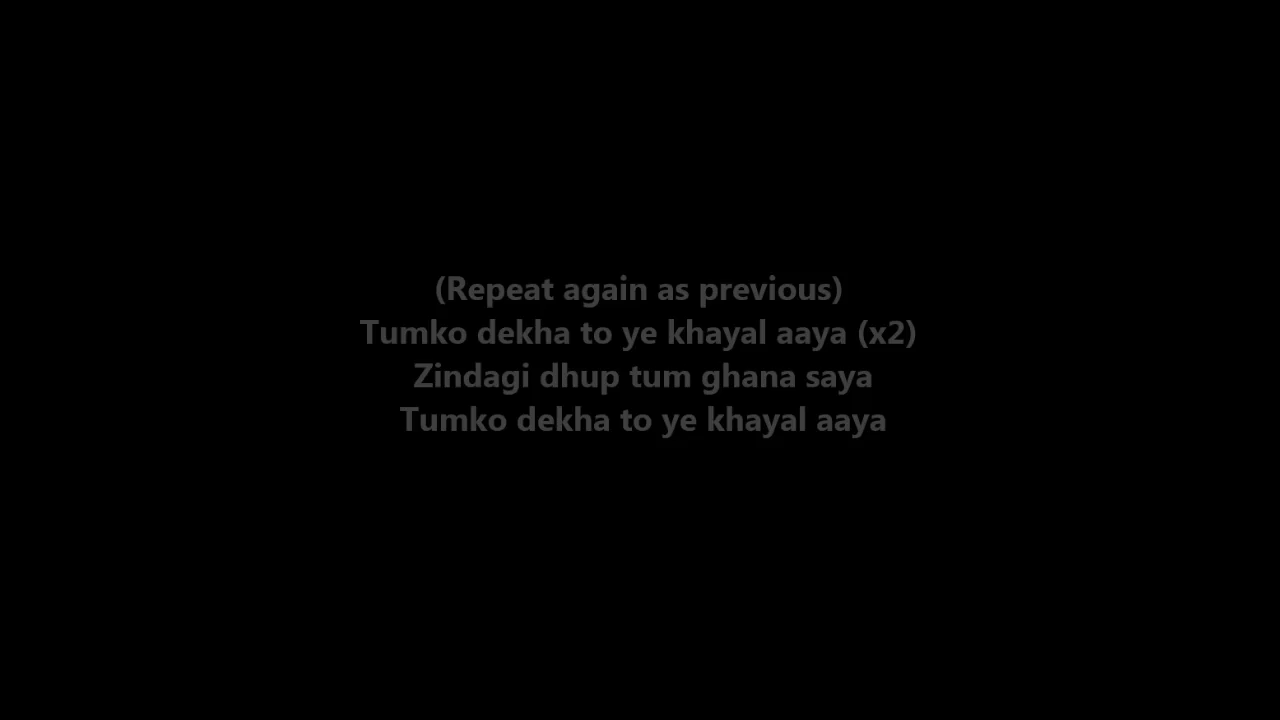 (Repeat again as previous)
Tumko dekha to ye khayal aaya (x2)
Zindagi dhup tum ghana saya
Tumko dekha to ye khayal aaya